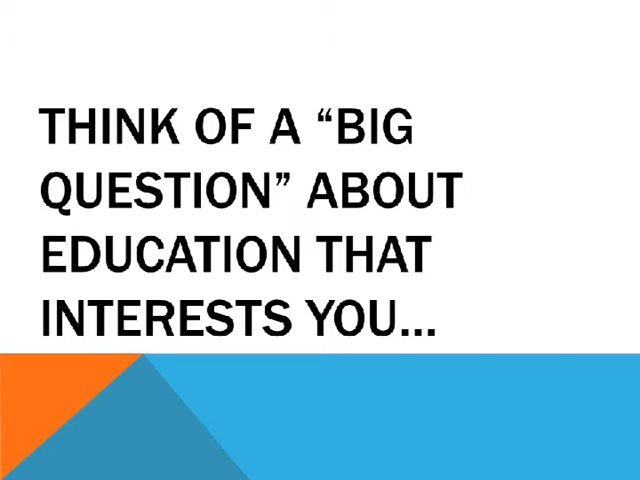 THINK OF A “BIG
QUESTION” ABOUT
EDUCATION THAT
INTERESTS YOU…